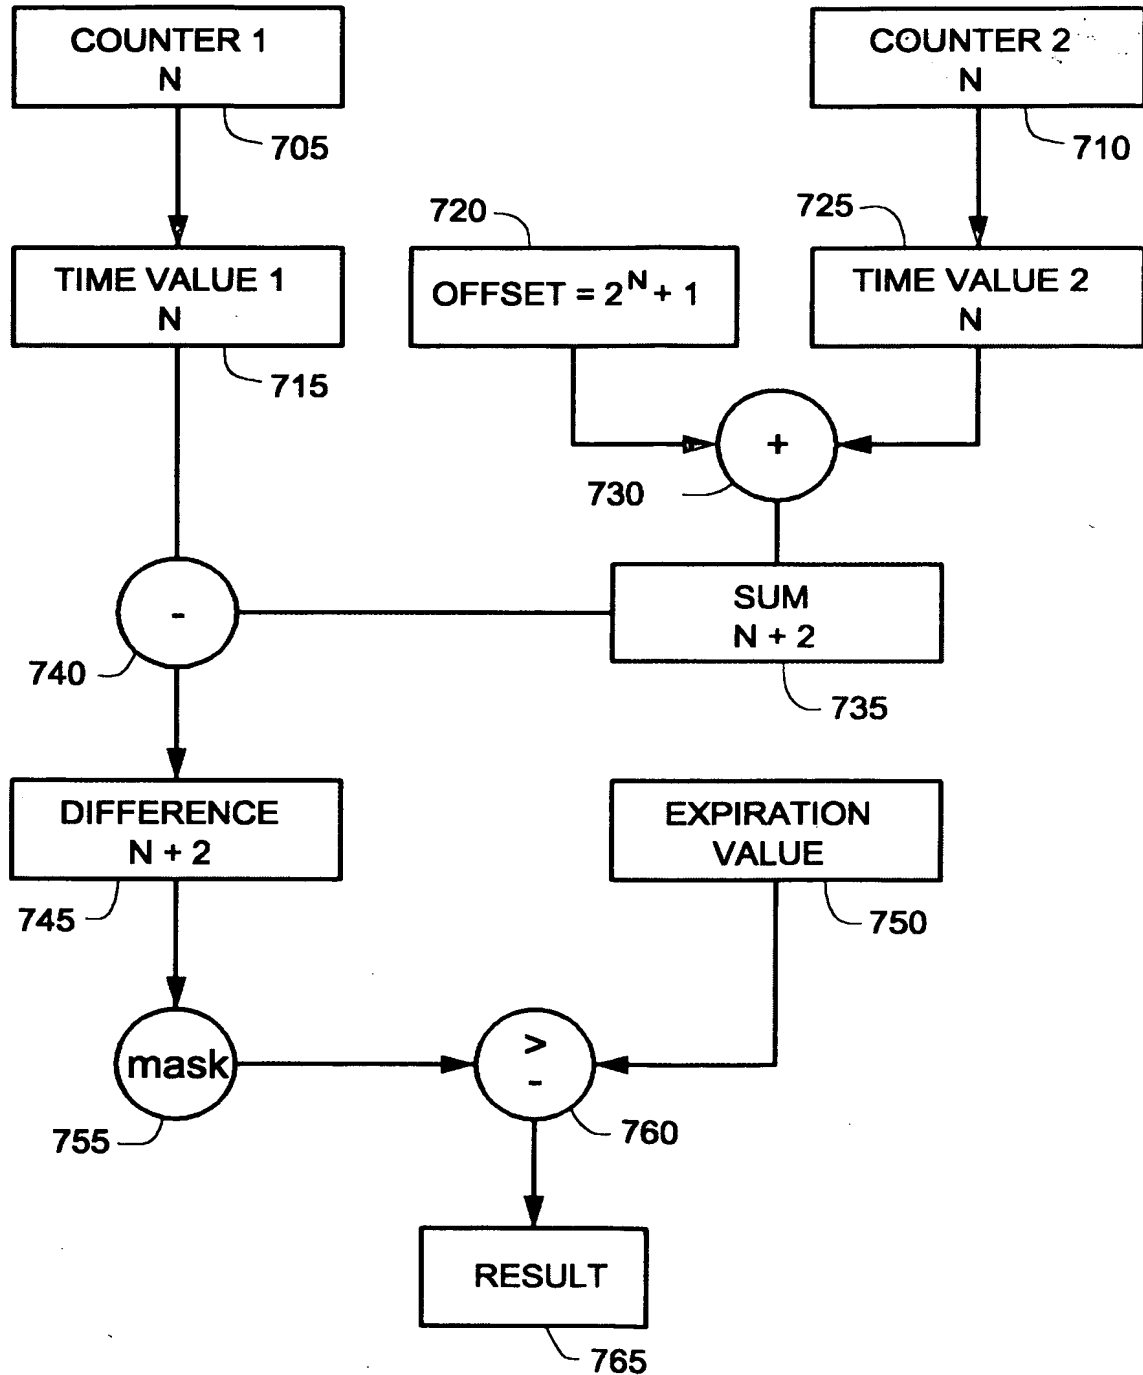 COUNTER 1
N
705
COUNTER 2
N
710
720
725
TIME VALUE 1
N
715
OFFSET = 2^N + 1
TIME VALUE 2
N
+
730
-
740
SUM
N + 2
735
DIFFERENCE
N + 2
745
EXPIRATION
VALUE
750
mask
755
>
-
760
RESULT
765